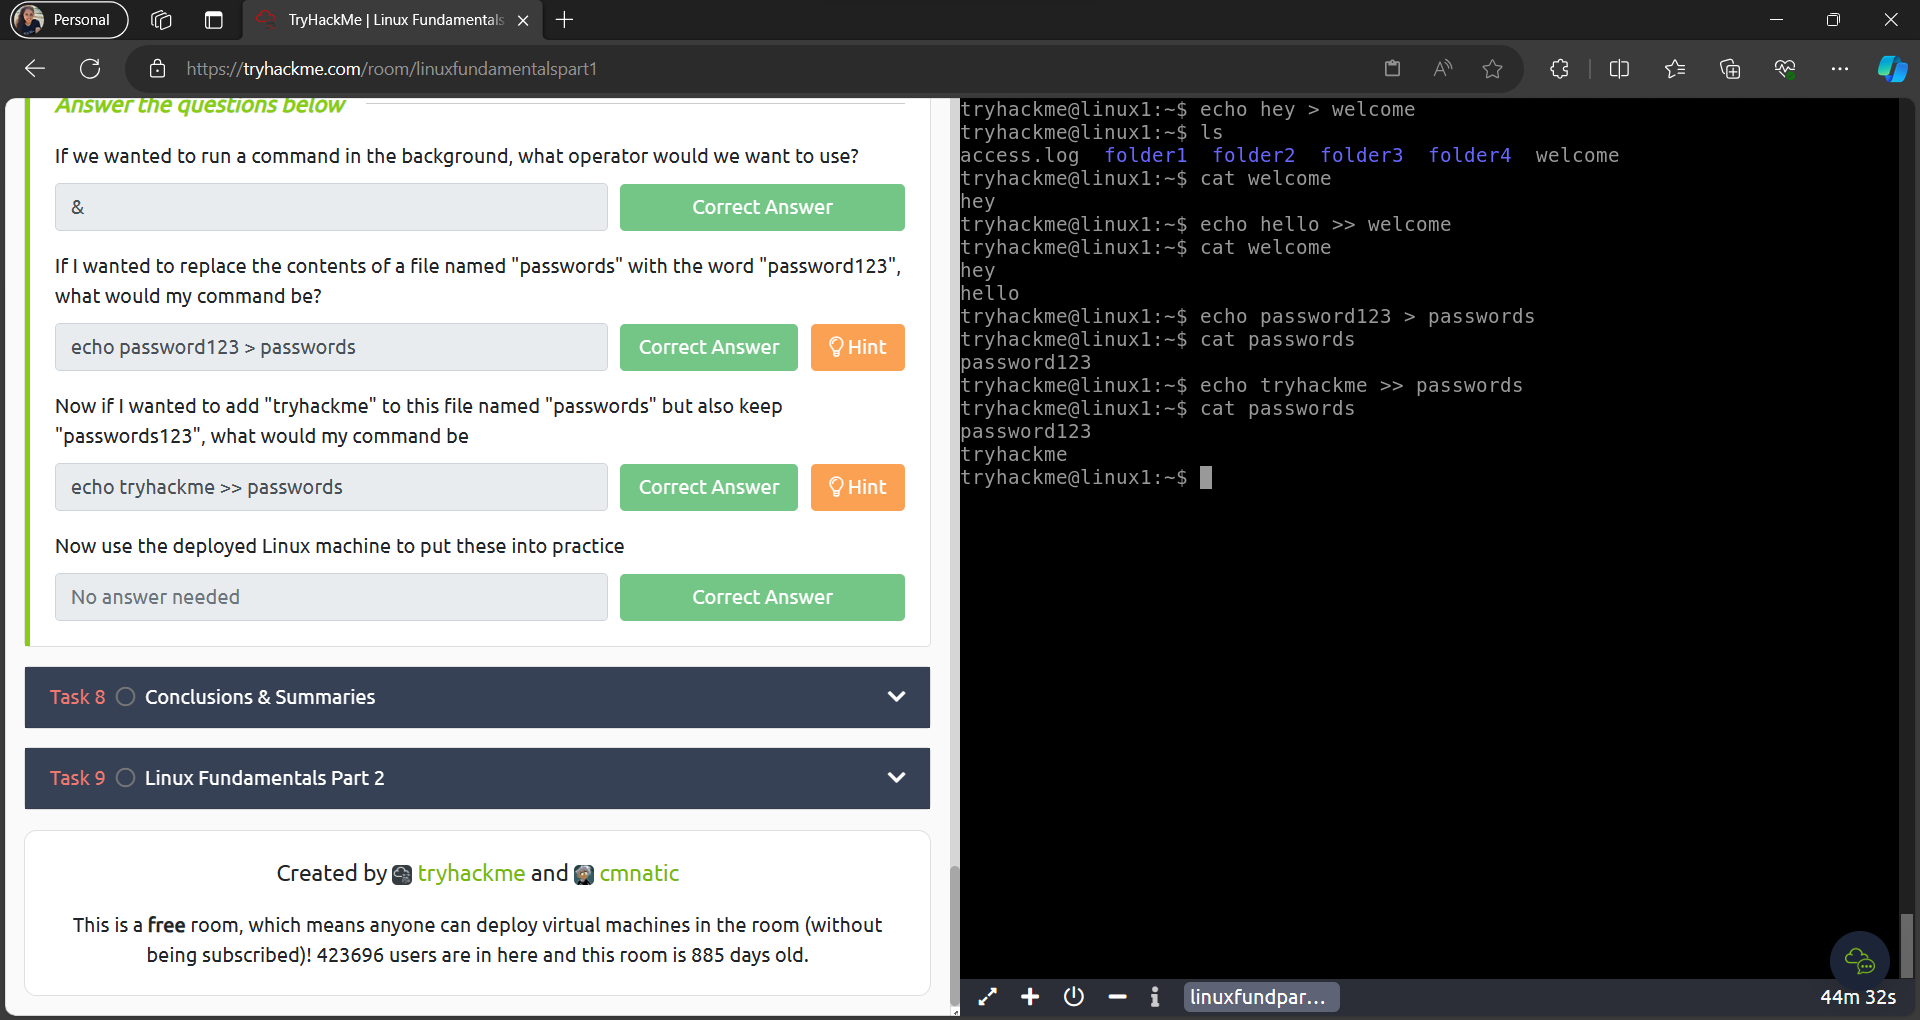 Personal
TryHackMe | Linux Fundamentals
https://tryhackme.com/room/linuxfundamentalspart1
Answer the questions below
If we wanted to run a command in the background, what operator would we want to use?
&
Correct Answer
If I wanted to replace the contents of a file named "passwords" with the word "password123",
what would my command be?
echo password123 > passwords
Correct Answer
Hint
Now if I wanted to add "tryhackme" to this file named "passwords" but also keep
"passwords123", what would my command be
echo tryhackme >> passwords
Correct Answer
Hint
Now use the deployed Linux machine to put these into practice
No answer needed
Correct Answer
Task 8 Conclusions & Summaries
Task 9 Linux Fundamentals Part 2
Created by tryhackme and cmnatic
This is a free room, which means anyone can deploy virtual machines in the room (without
being subscribed)! 423696 users are in here and this room is 885 days old.
tryhackme@linux1:~$ echo hey > welcome
tryhackme@linux1:~$ ls
access.log folder1 folder2 folder3 folder4 welcome
tryhackme@linux1:~$ cat welcome
hey
tryhackme@linux1:~$ echo hello >> welcome
tryhackme@linux1:~$ cat welcome
hey
hello
tryhackme@linux1:~$ echo password123 > passwords
tryhackme@linux1:~$ cat passwords
password123
tryhackme@linux1:~$ echo tryhackme >> passwords
tryhackme@linux1:~$ cat passwords
password123
tryhackme
tryhackme@linux1:~$
linuxfundpar...
44m 32s